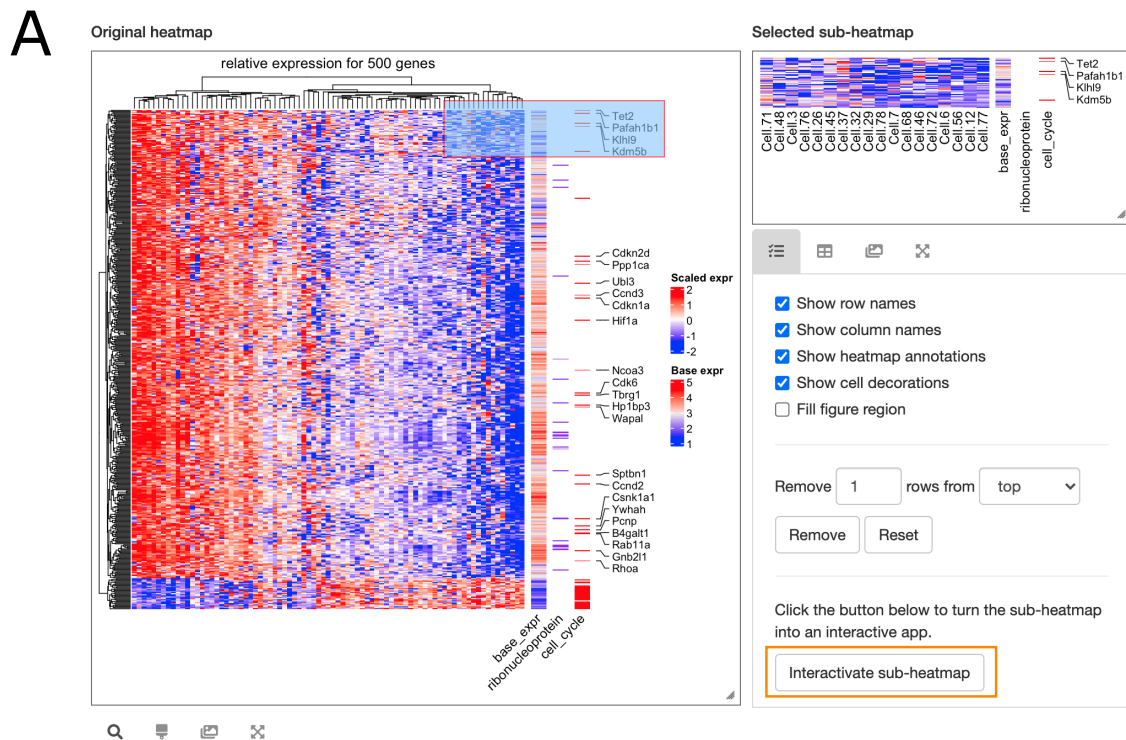 A
Original heatmap
relative expression for 500 genes
Tet2
Pafah1b1
Klhl9
Kdm5b
Cdkn2d
Ppp1ca
Ubl3
Ccnd3
Cdkn1a
Hif1a
Ncoa3
Cdk6
Tbrg1
Hp1bp3
Wapal
Sptbn1
Ccnd2
Csnk1a1
Ywhah
Pcnp
B4galt1
Rab11a
Gnb2l1
Rhoa
base_expr
ribonucleoprotein
cell_cycle
Scaled expr
2
1
0
-1
-2
Base expr
5
4
3
2
1
Selected sub-heatmap
Tet2
Pafah1b1
Klhl9
Kdm5b
Cell.71
Cell.48
Cell.3
Cell.76
Cell.26
Cell.45
Cell.37
Cell.32
Cell.29
Cell.78
Cell.7
Cell.68
Cell.46
Cell.72
Cell.6
Cell.56
Cell.12
Cell.77
base_expr
ribonucleoprotein
cell_cycle
Show row names
Show column names
Show heatmap annotations
Show cell decorations
Fill figure region
Remove 1 rows from top
Remove Reset
Click the button below to turn the sub-heatmap
into an interactive app.
Interactivate sub-heatmap